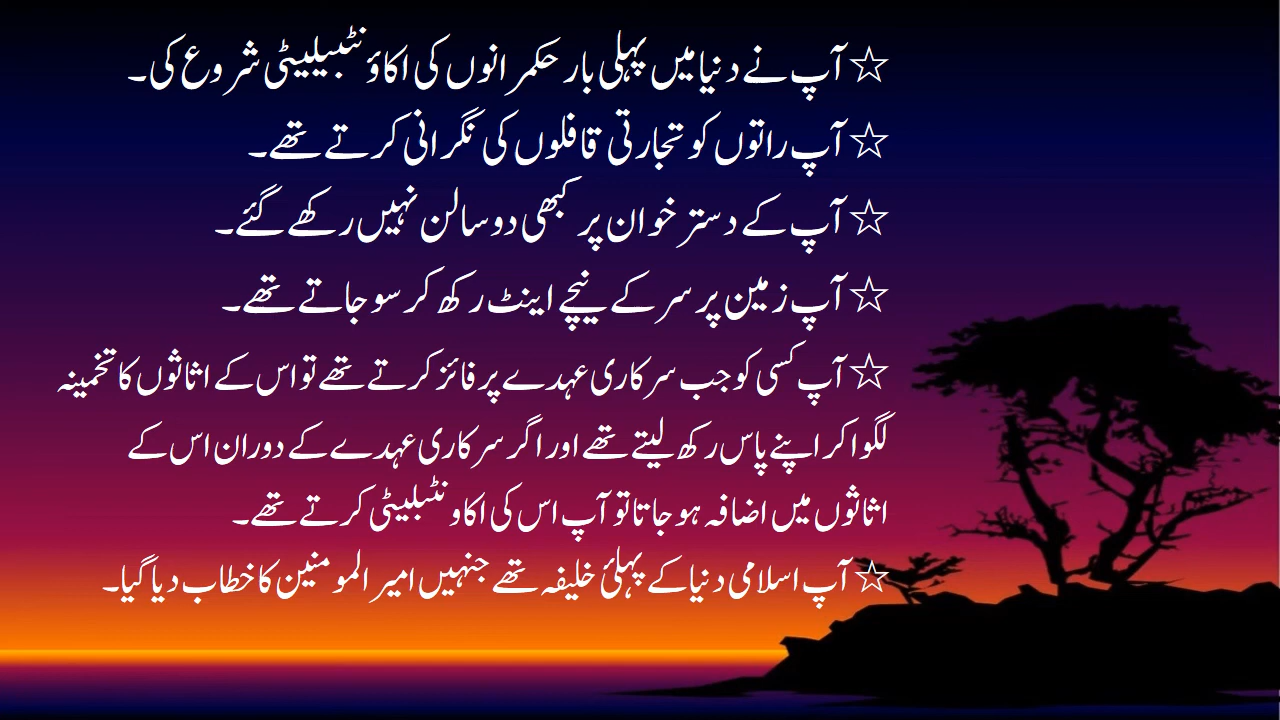 ☆ آپ نے دنیا میں پہلی بار حکمرانوں کی اکاؤنٹبیلیٹی شروع کی۔
☆ آپ راتوں کو تجارتی قافلوں کی نگرانی کرتے تھے۔
☆ آپ کے دسترخوان پر کبھی دو سالن نہیں رکھے گئے۔
☆ آپ زمین پر سر کے نیچے اینٹ رکھ کر سو جاتے تھے۔
☆ آپ کسی کو جب سرکاری عہدے پر فائز کرتے تھے تو اس کے اثاثوں کا تخمینہ
لگوا کر اپنے پاس رکھ لیتے تھے اور اگر سرکاری عہدے کے دوران اس کے
اثاثوں میں اضافہ ہو جاتا تو آپ اس کی اکاونٹبلیٹی کرتے تھے۔
☆ آپ اسلامی دنیا کے پہلئ خلیفہ تھے جنہیں امیر المومنین کا خطاب دیا گیا۔